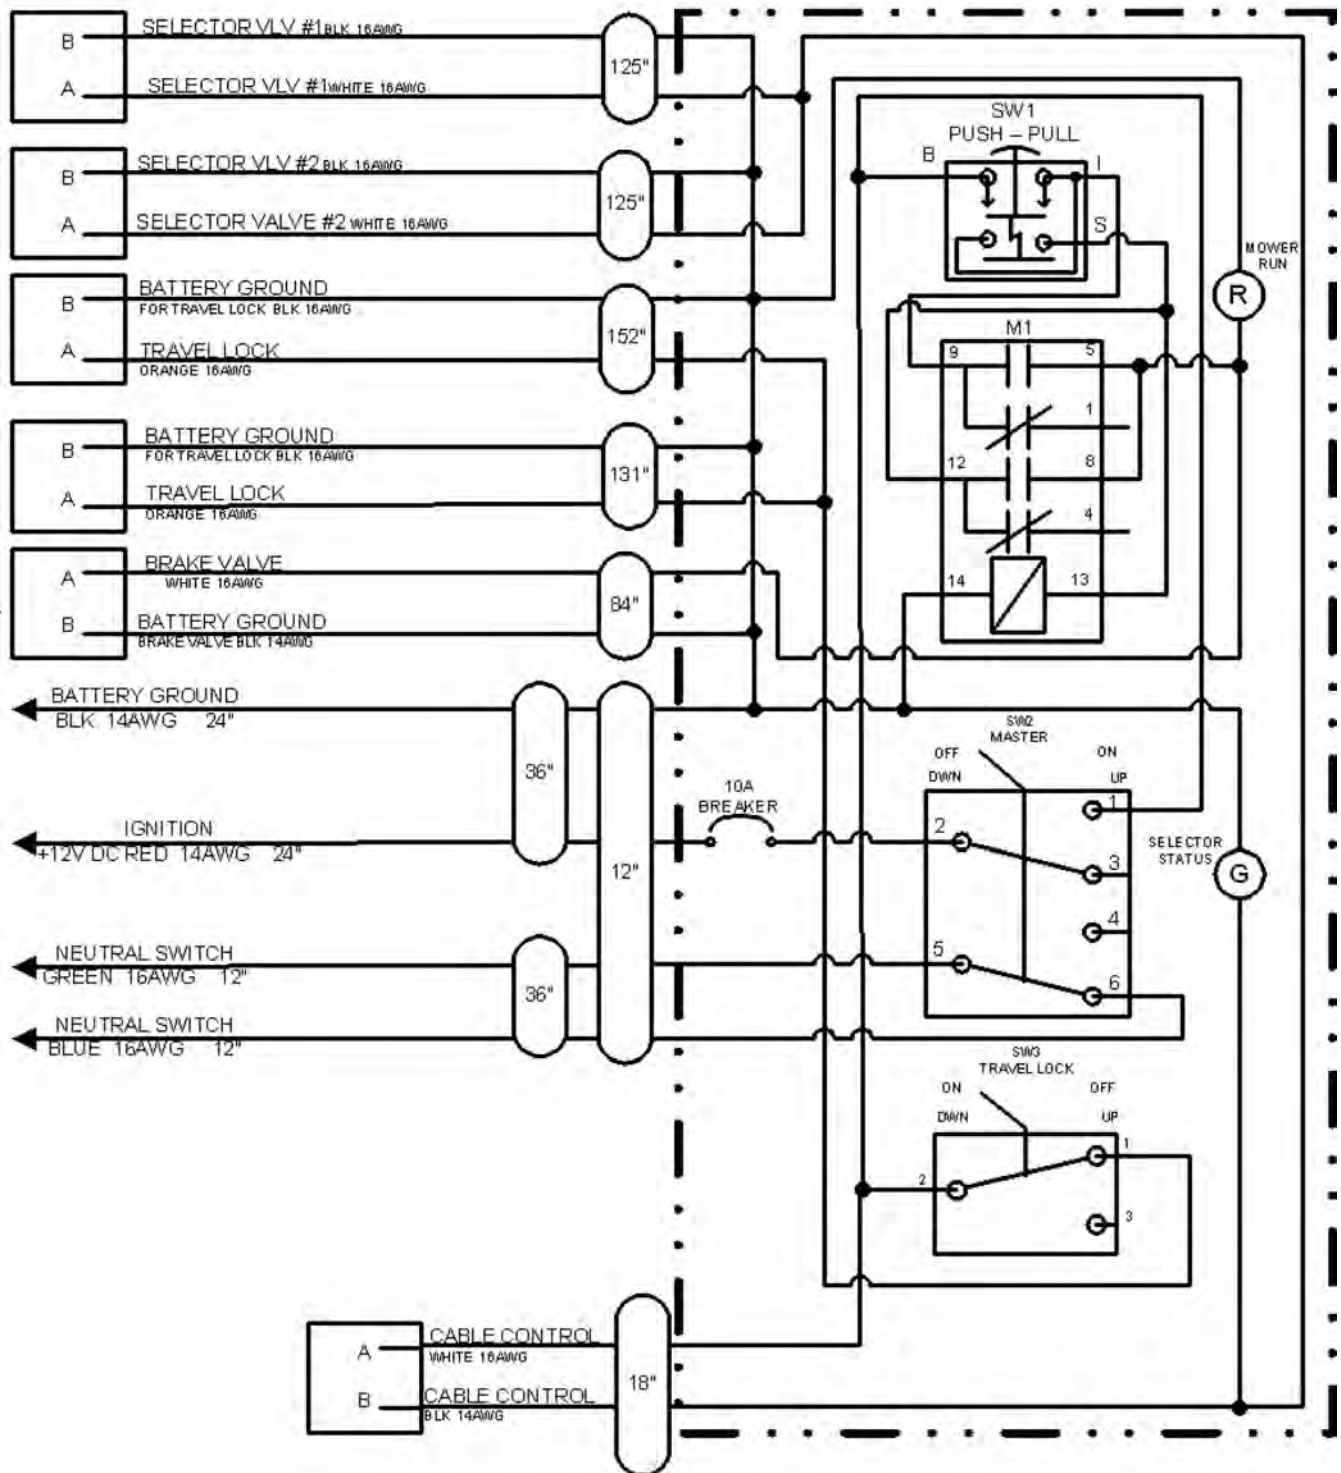 B SELECTOR VLV #1 BLK 16AWG
125"
A SELECTOR VLV #1 WHITE 16AWG
B SELECTOR VLV #2 BLK 16AWG
125"
A SELECTOR VALVE #2 WHITE 16AWG
B BATTERY GROUND
FOR TRAVEL LOCK BLK 16AWG
152"
A TRAVEL LOCK
ORANGE 16AWG
B BATTERY GROUND
FOR TRAVEL LOCK BLK 16AWG
131"
A TRAVEL LOCK
ORANGE 16AWG
A BRAKE VALVE
WHITE 16AWG
84"
B BATTERY GROUND
BRAKE VALVE BLK 14AWG
BATTERY GROUND
BLK 14AWG 24"
36"
IGNITION
+12V DC RED 14AWG 24"
12"
NEUTRAL SWITCH
GREEN 16AWG 12"
36"
NEUTRAL SWITCH
BLUE 16AWG 12"
A CABLE CONTROL
WHITE 16AWG
18"
B CABLE CONTROL
BLK 14AWG
SW1
PUSH – PULL
B I
S
MOWER
RUN
R
M1
9 5
1
12 8
4
14 13
10A
BREAKER
SW2
MASTER
OFF ON
DWN UP
1
2
3
4
5
6
SELECTOR
STATUS
G
SW3
TRAVEL LOCK
ON OFF
DWN UP
1
2
3